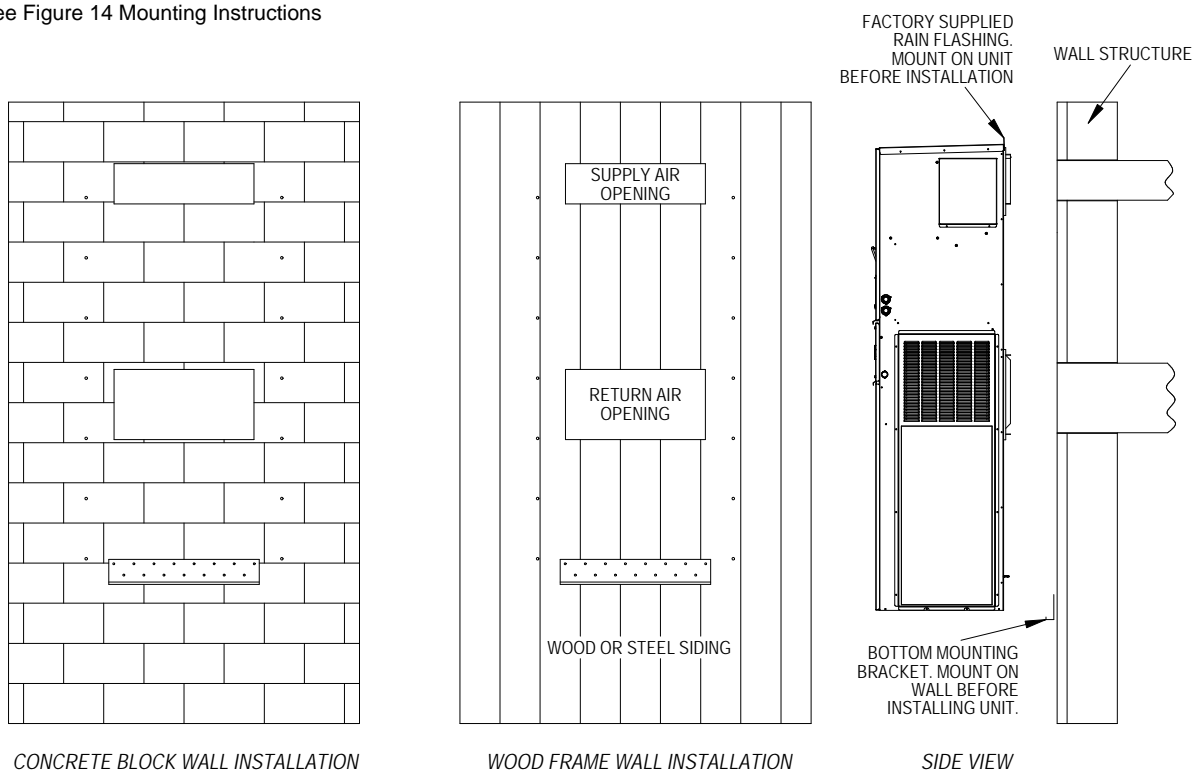 ee Figure 14 Mounting Instructions
FACTORY SUPPLIED
RAIN FLASHING.
MOUNT ON UNIT
BEFORE INSTALLATION
WALL STRUCTURE
SUPPLY AIR
OPENING
RETURN AIR
OPENING
WOOD OR STEEL SIDING
BOTTOM MOUNTING
BRACKET. MOUNT ON
WALL BEFORE
INSTALLING UNIT.
CONCRETE BLOCK WALL INSTALLATION
WOOD FRAME WALL INSTALLATION
SIDE VIEW